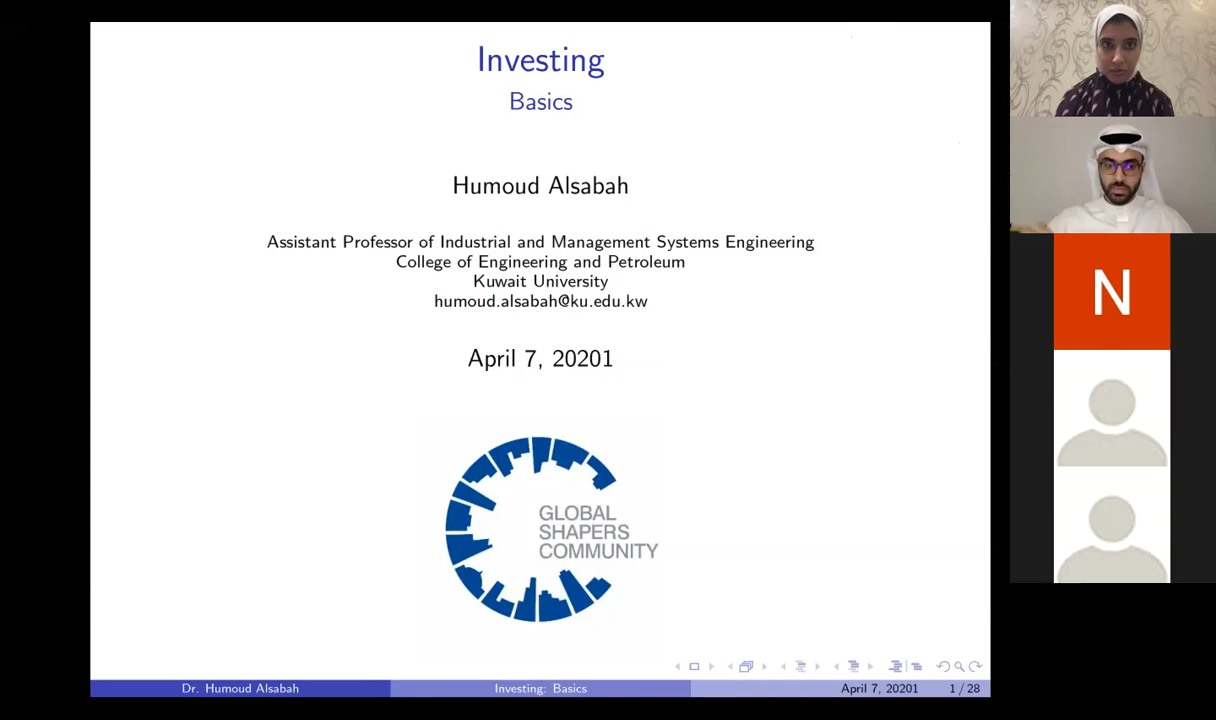 Investing
Basics
Humoud Alsabah
Assistant Professor of Industrial and Management Systems Engineering
College of Engineering and Petroleum
Kuwait University
humoud.alsabah@ku.edu.kw
April 7, 20201
GLOBAL
SHAPERS
COMMUNITY
Dr. Humoud Alsabah
Investing: Basics
April 7, 20201
1 / 28
N